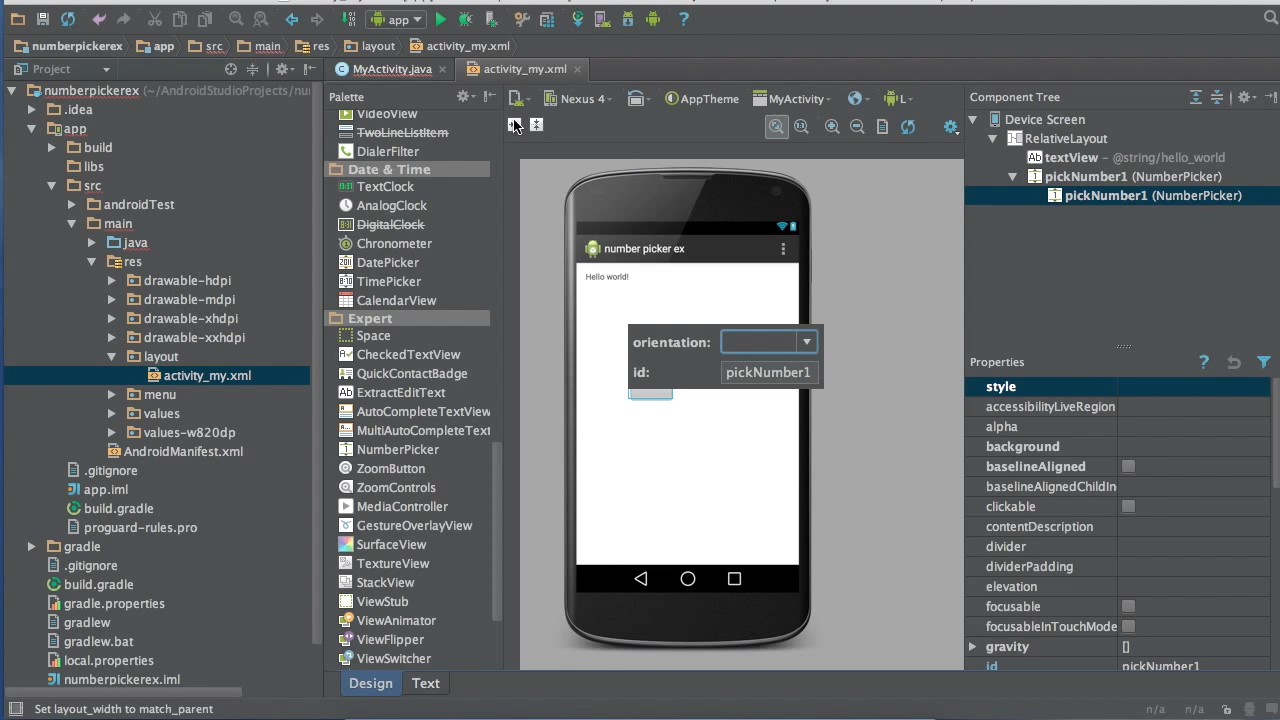 app
numberpickerex
app
src
main
res
layout
activity_my.xml
Project
MyActivity.java
activity_my.xml
numberpickerex (~/AndroidStudioProjects/nu
.idea
app
build
libs
src
androidTest
main
java
res
drawable-hdpi
drawable-mdpi
drawable-xhdpi
drawable-xxhdpi
layout
activity_my.xml
menu
values
values-w820dp
AndroidManifest.xml
.gitignore
app.iml
build.gradle
proguard-rules.pro
gradle
.gitignore
build.gradle
gradle.properties
gradlew
gradlew.bat
local.properties
numberpickerex.iml
Palette
VideoView
TwoLineListItem
DialerFilter
Date & Time
TextClock
AnalogClock
DigitalClock
Chronometer
DatePicker
TimePicker
CalendarView
Expert
Space
CheckedTextView
QuickContactBadge
ExtractEditText
AutoCompleteTextView
MultiAutoCompleteText
NumberPicker
ZoomButton
ZoomControls
MediaController
GestureOverlayView
SurfaceView
TextureView
StackView
ViewStub
ViewAnimator
ViewFlipper
ViewSwitcher
Design
Text
Nexus 4
AppTheme
MyActivity
L
number picker ex
Hello world!
orientation:
id: pickNumber1
Component Tree
Device Screen
RelativeLayout
Ab textView – @string/hello_world
pickNumber1 (NumberPicker)
pickNumber1 (NumberPicker)
Properties
style
accessibilityLiveRegion
alpha
background
baselineAligned
baselineAlignedChildIn
clickable
contentDescription
divider
dividerPadding
elevation
focusable
focusableInTouchMode
gravity []
id pickNumber1
Set layout_width to match_parent
n/a n/a